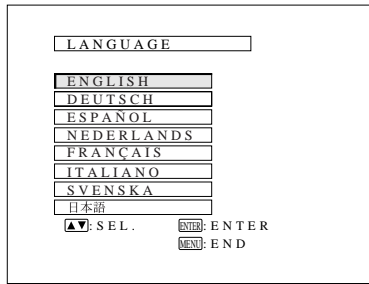 LANGUAGE
ENGLISH
DEUTSCH
ESPAÑOL
NEDERLANDS
FRANÇAIS
ITALIANO
SVENSKA
日本語
▲▼:SEL. ENTER:ENTER
MENU:END